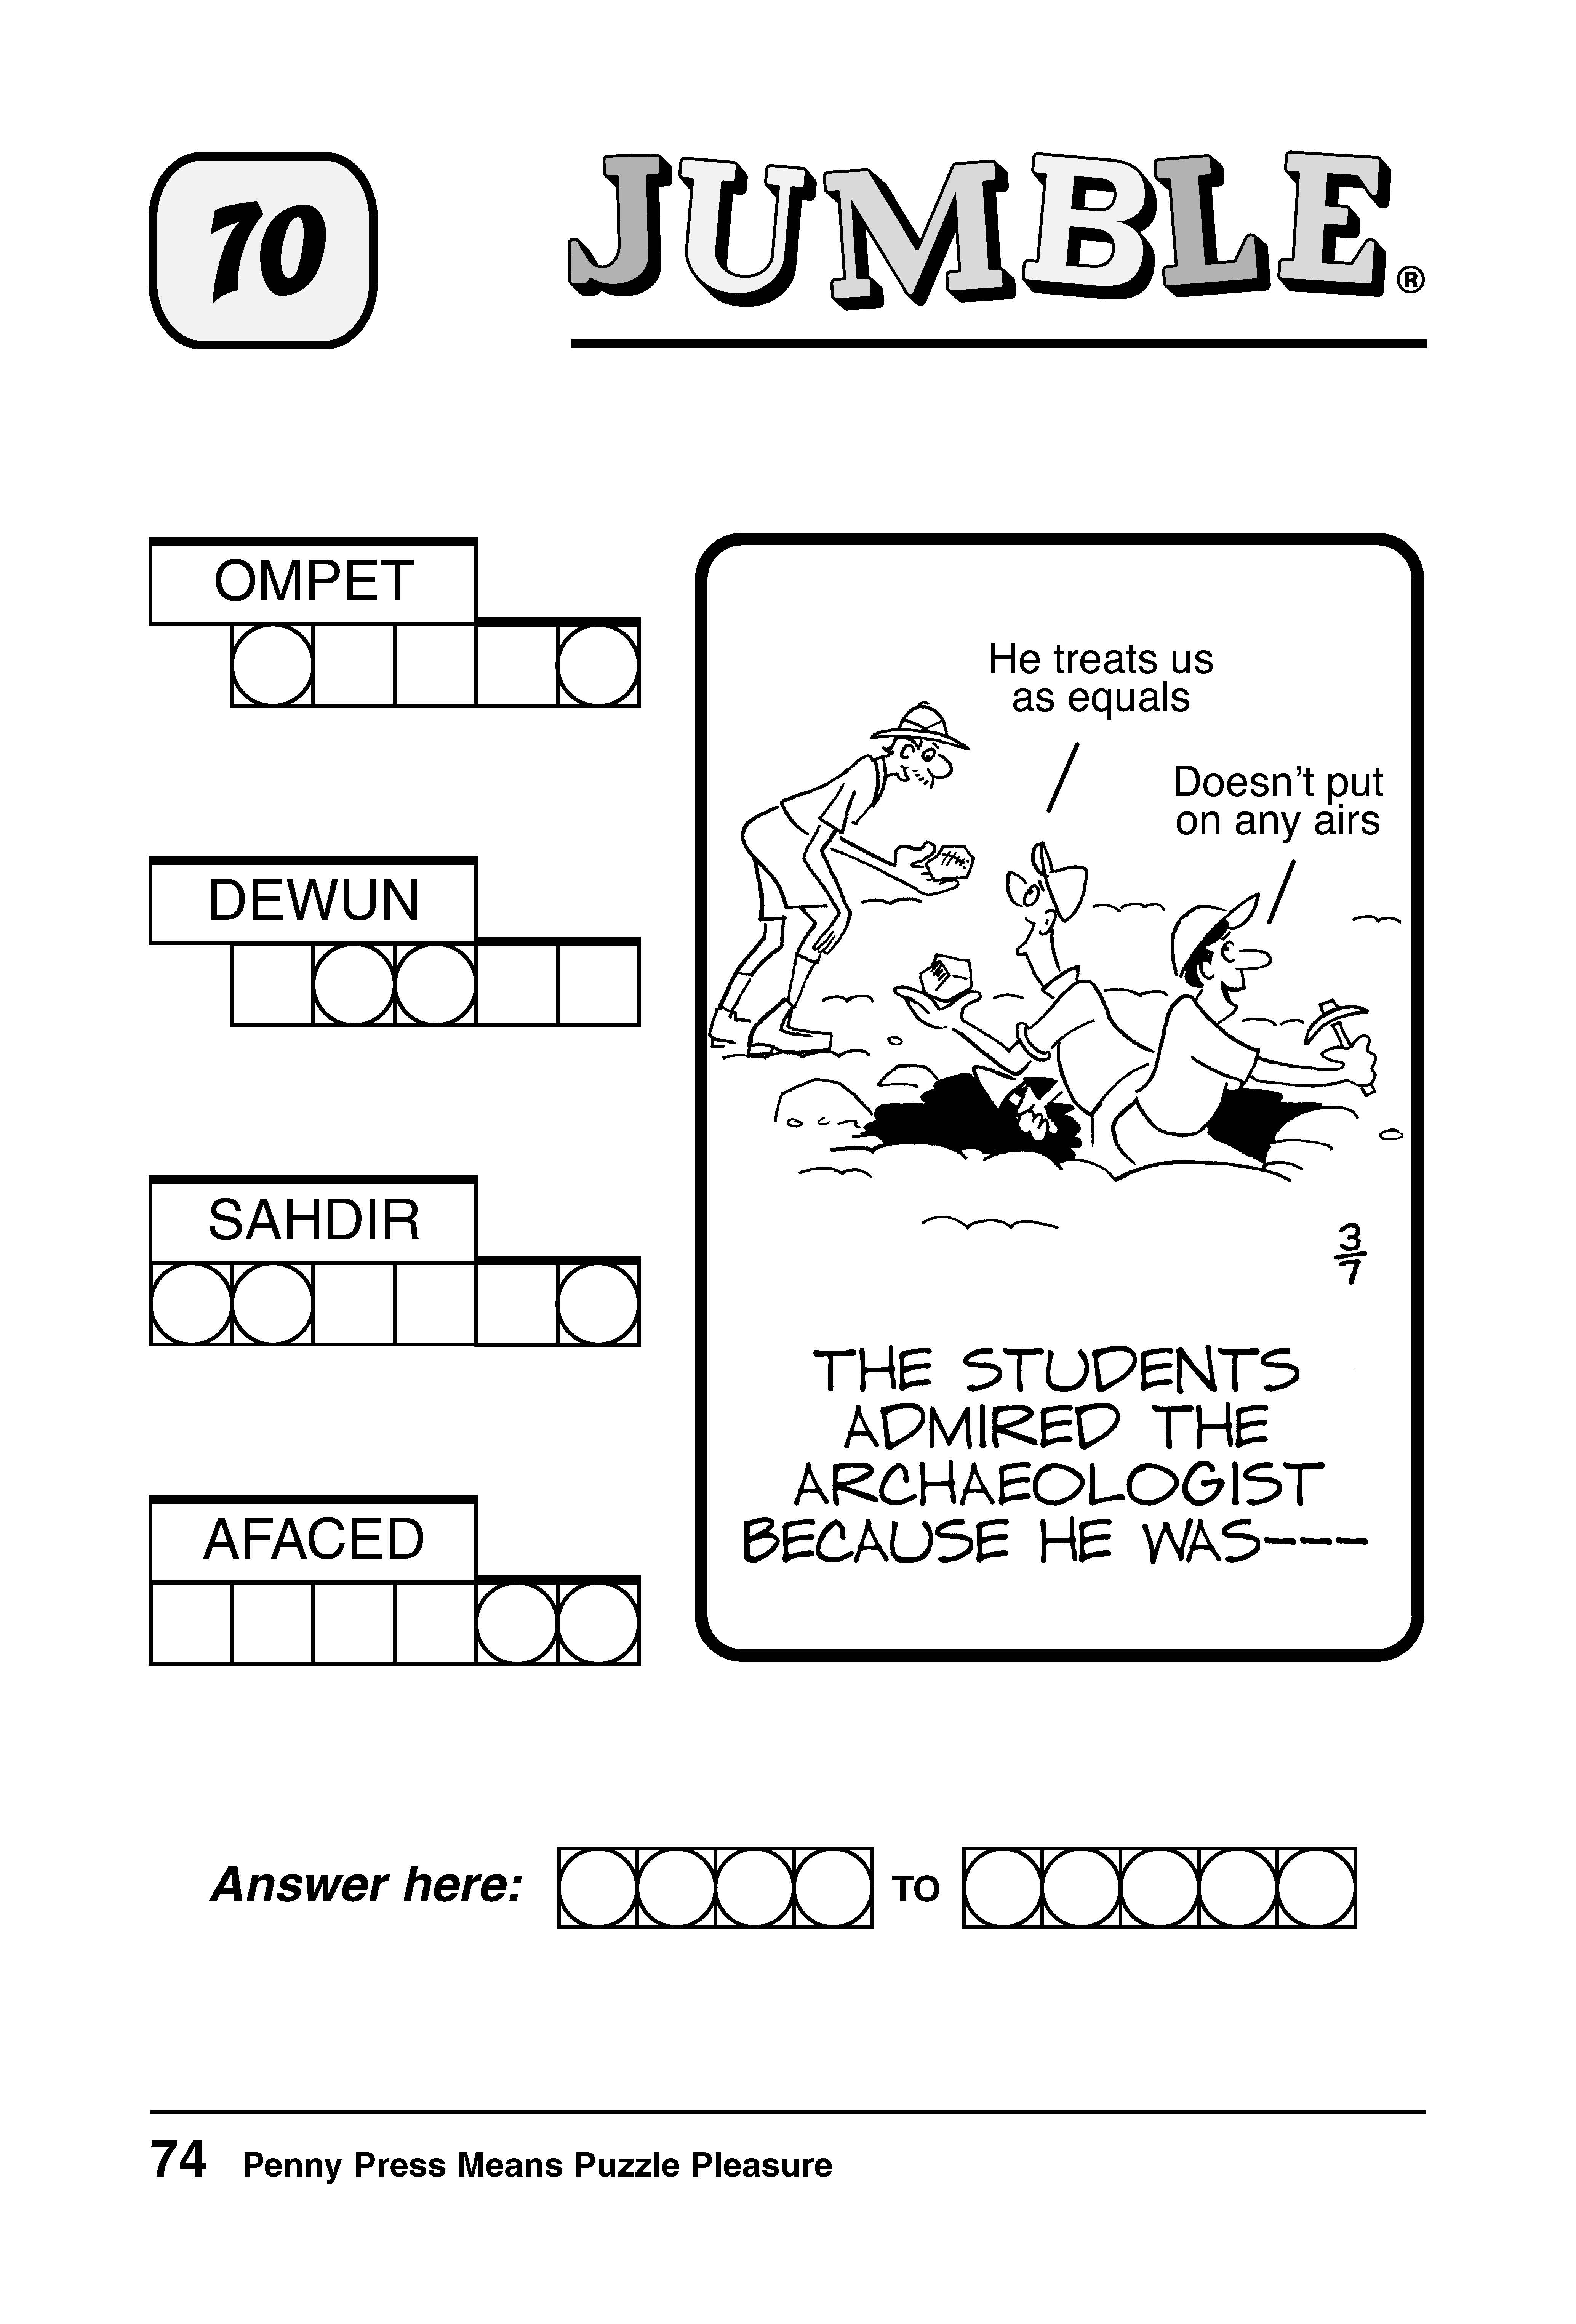 70
JUMBLE®
OMPET
DEWUN
SAHDIR
AFACED
He treats us
as equals
Doesn’t put
on any airs
3
7
THE STUDENTS
ADMIRED THE
ARCHAEOLOGIST
BECAUSE HE WAS---
Answer here:
TO
74 Penny Press Means Puzzle Pleasure